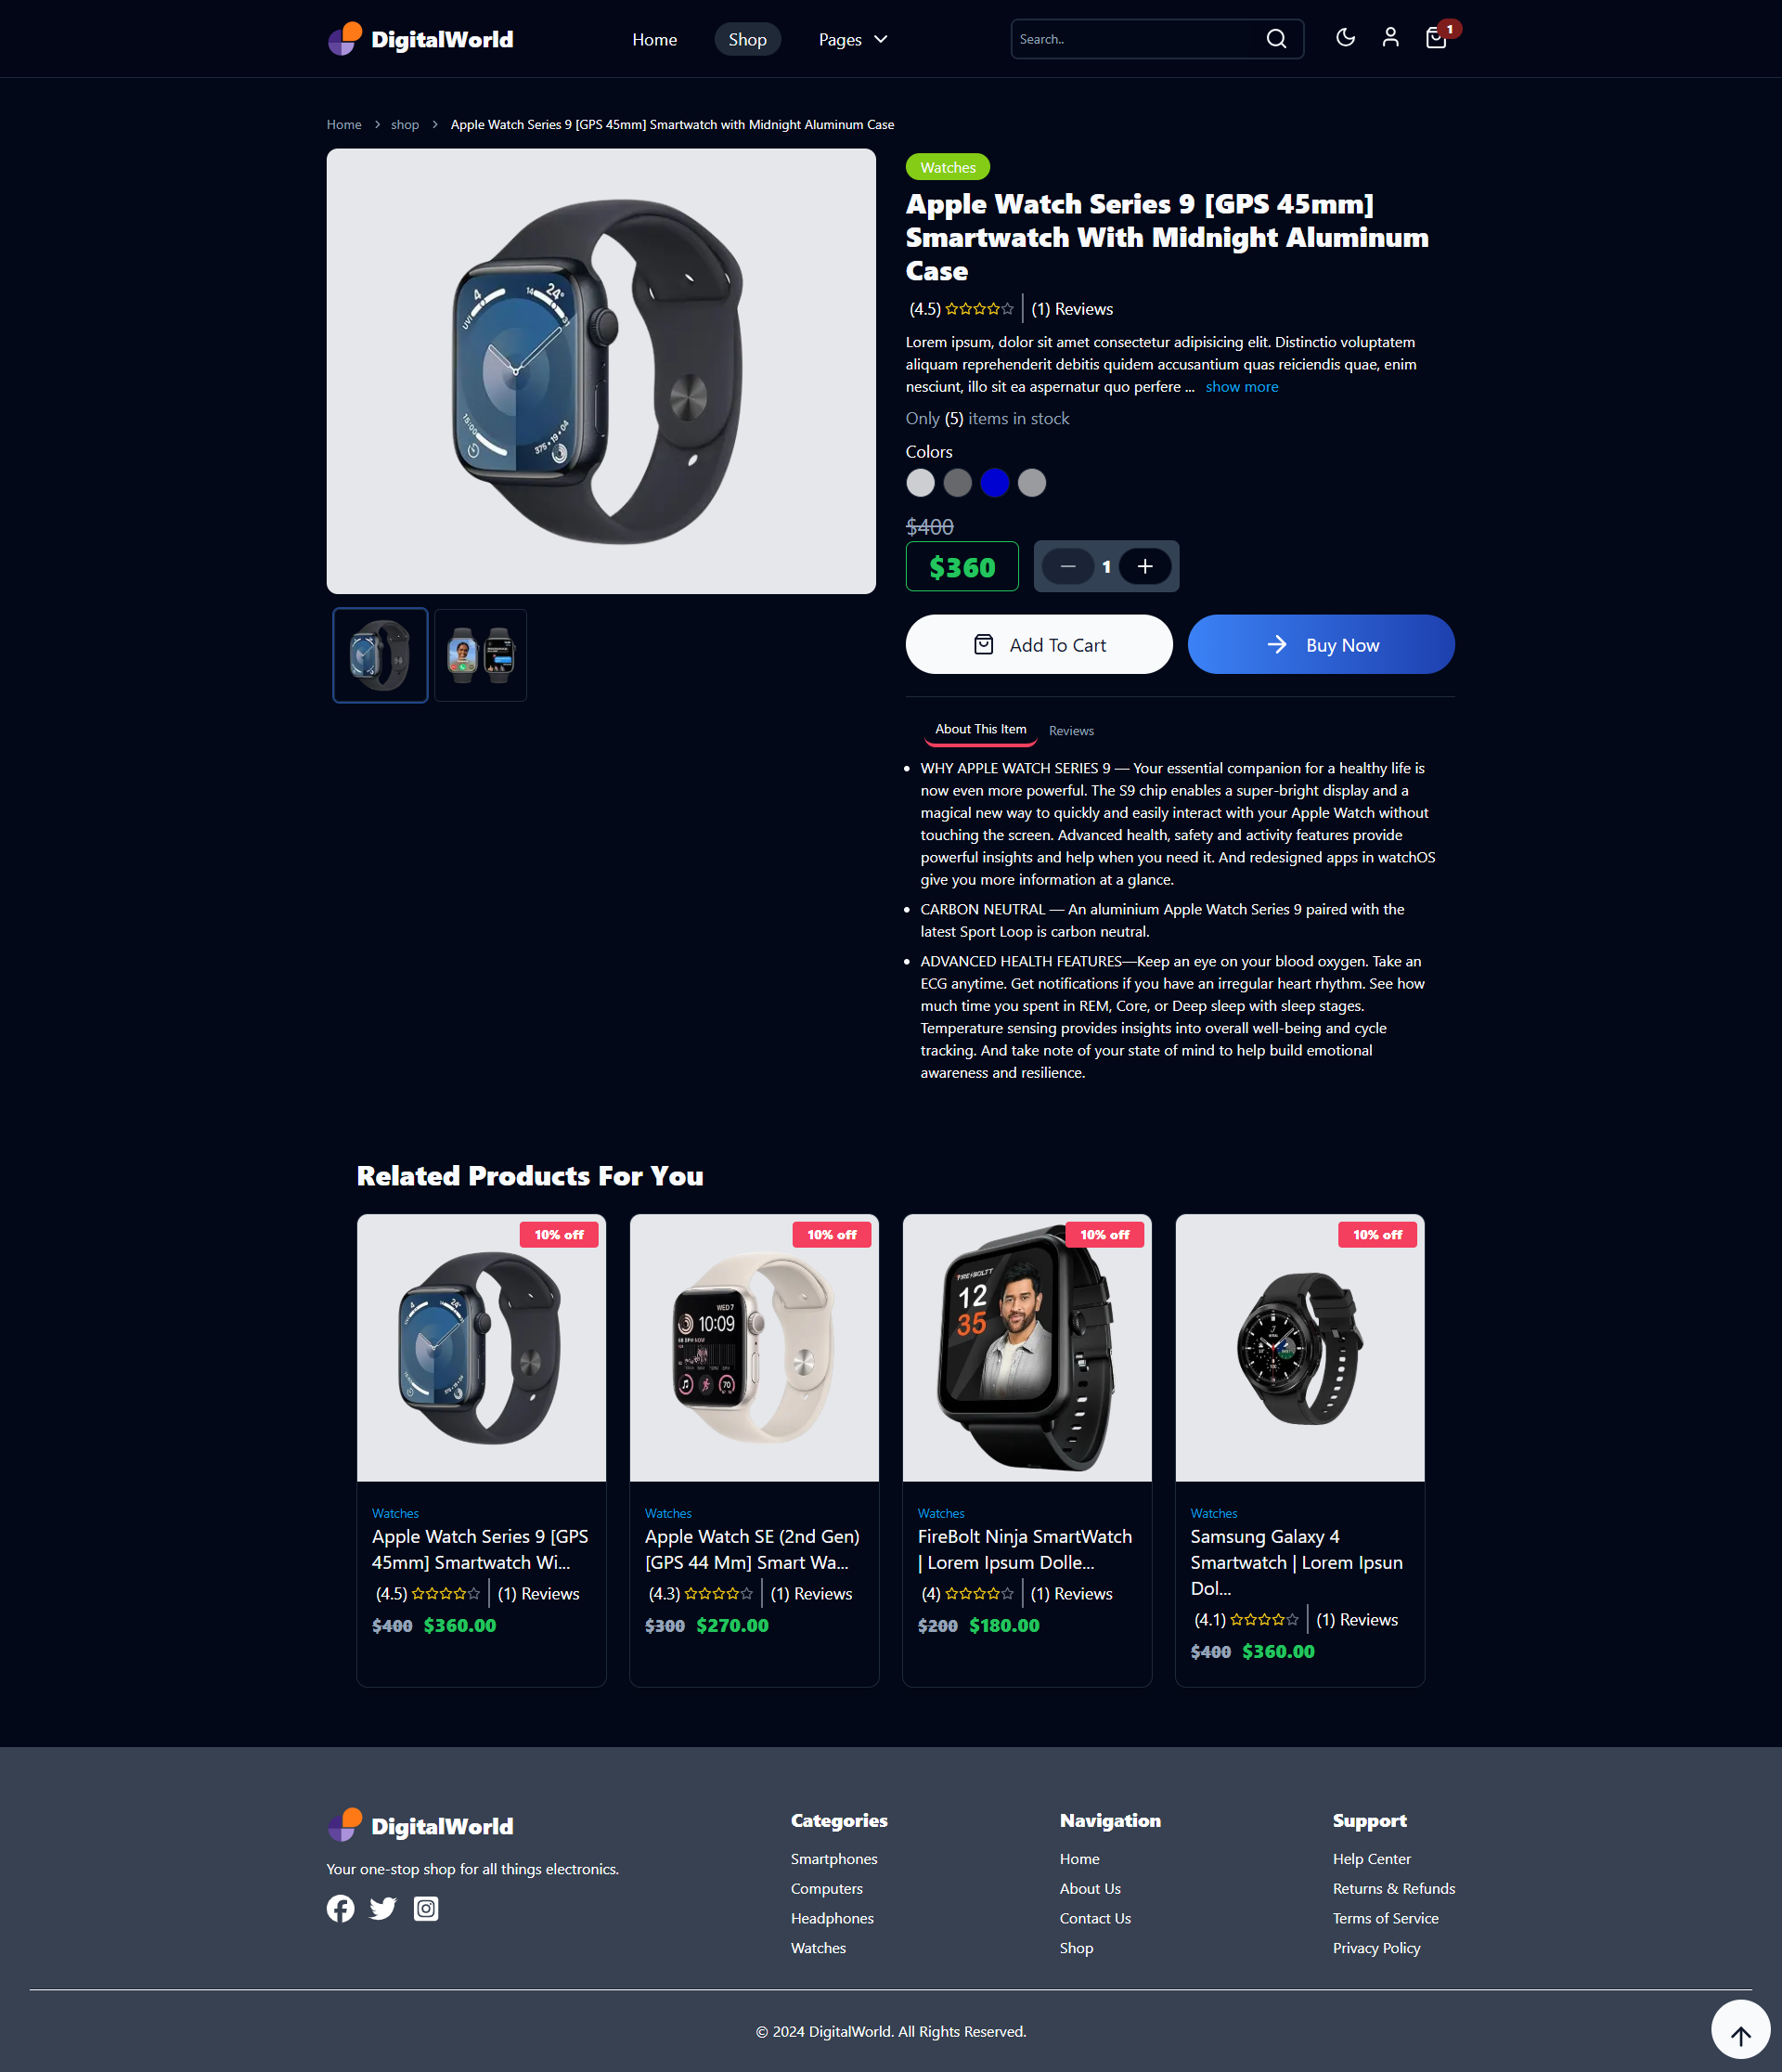 DigitalWorld
Home
Shop
Pages
Search..
1
Home
shop
Apple Watch Series 9 [GPS 45mm] Smartwatch with Midnight Aluminum Case
Watches
Apple Watch Series 9 [GPS 45mm]
Smartwatch With Midnight Aluminum
Case
(4.5)
(1) Reviews
Lorem ipsum, dolor sit amet consectetur adipisicing elit. Distinctio voluptatem
aliquam reprehenderit debitis quidem accusantium quas reiciendis quae, enim
nesciunt, illo sit ea aspernatur quo perfere ... show more
Only (5) items in stock
Colors
$400
$360
1
Add To Cart
Buy Now
About This Item
Reviews
WHY APPLE WATCH SERIES 9 — Your essential companion for a healthy life is
now even more powerful. The S9 chip enables a super-bright display and a
magical new way to quickly and easily interact with your Apple Watch without
touching the screen. Advanced health, safety and activity features provide
powerful insights and help when you need it. And redesigned apps in watchOS
give you more information at a glance.
CARBON NEUTRAL — An aluminium Apple Watch Series 9 paired with the
latest Sport Loop is carbon neutral.
ADVANCED HEALTH FEATURES—Keep an eye on your blood oxygen. Take an
ECG anytime. Get notifications if you have an irregular heart rhythm. See how
much time you spent in REM, Core, or Deep sleep with sleep stages.
Temperature sensing provides insights into overall well-being and cycle
tracking. And take note of your state of mind to help build emotional
awareness and resilience.
4
14
24°
31
UVI
15:00
Related Products For You
10% off
Watches
Apple Watch Series 9 [GPS
45mm] Smartwatch Wi...
(4.5)
(1) Reviews
$400 $360.00
10% off
WED 7
10:09
70
Watches
Apple Watch SE (2nd Gen)
[GPS 44 Mm] Smart Wa...
(4.3)
(1) Reviews
$300 $270.00
10% off
FIRE-BOLTT
12
35
Watches
FireBolt Ninja SmartWatch
| Lorem Ipsum Dolle...
(4)
(1) Reviews
$200 $180.00
10% off
Watches
Samsung Galaxy 4
Smartwatch | Lorem Ipsun
Dol...
(4.1)
(1) Reviews
$400 $360.00
DigitalWorld
Your one-stop shop for all things electronics.
Categories
Smartphones
Computers
Headphones
Watches
Navigation
Home
About Us
Contact Us
Shop
Support
Help Center
Returns & Refunds
Terms of Service
Privacy Policy
© 2024 DigitalWorld. All Rights Reserved.